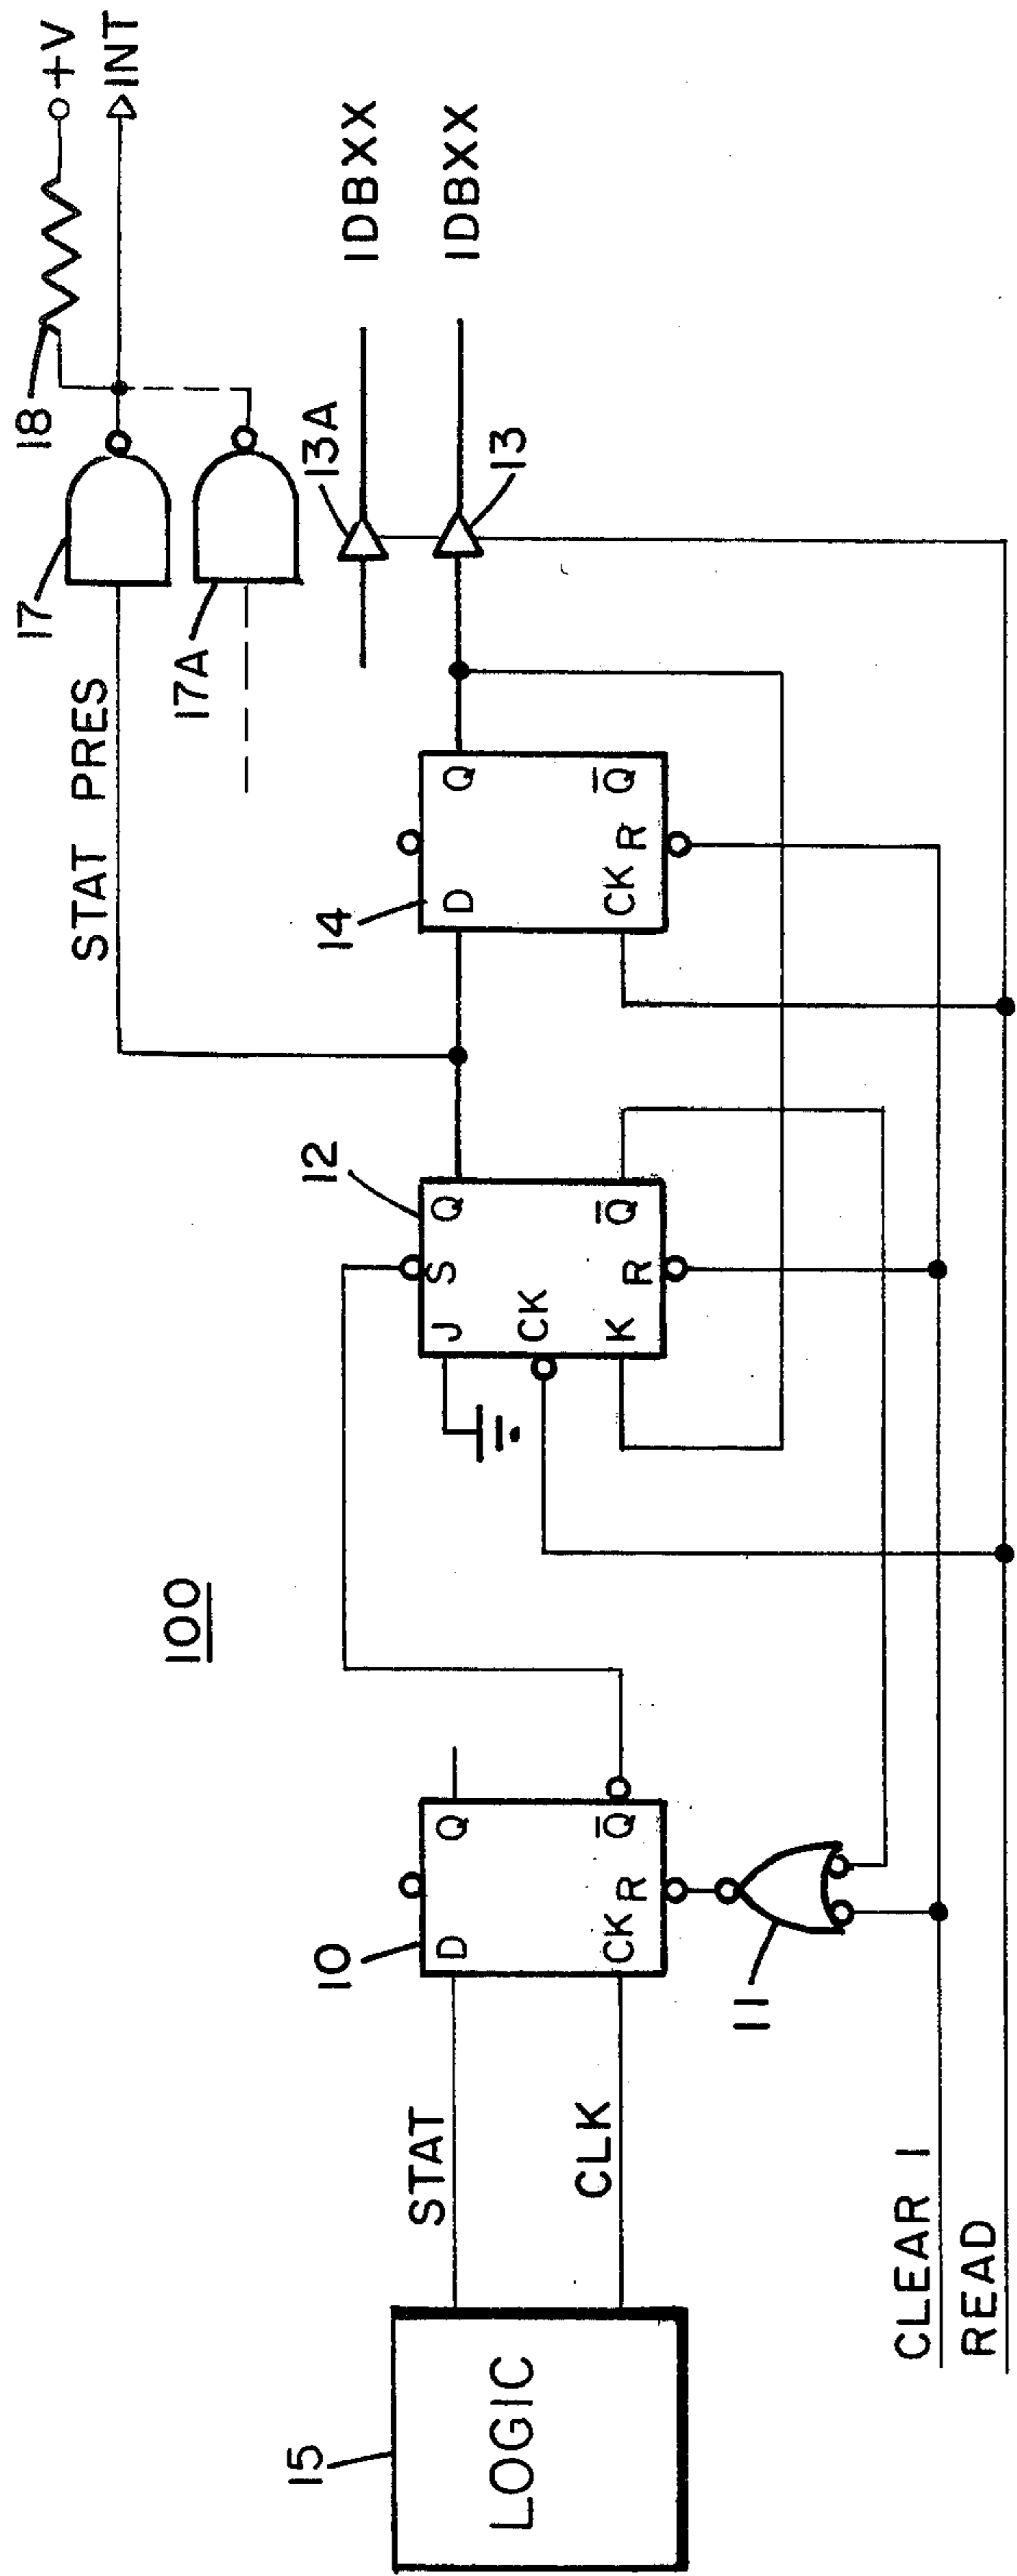 100
15
LOGIC
STAT
CLK
CLEAR 1
READ
10
D
Q
CK
R
Q̅
11
12
J
S
Q
CK
K
R
Q̅
STAT PRES
14
D
Q
CK
R
Q̅
17
17A
18
+V
INT
13A
13
IDBXX
IDBXX